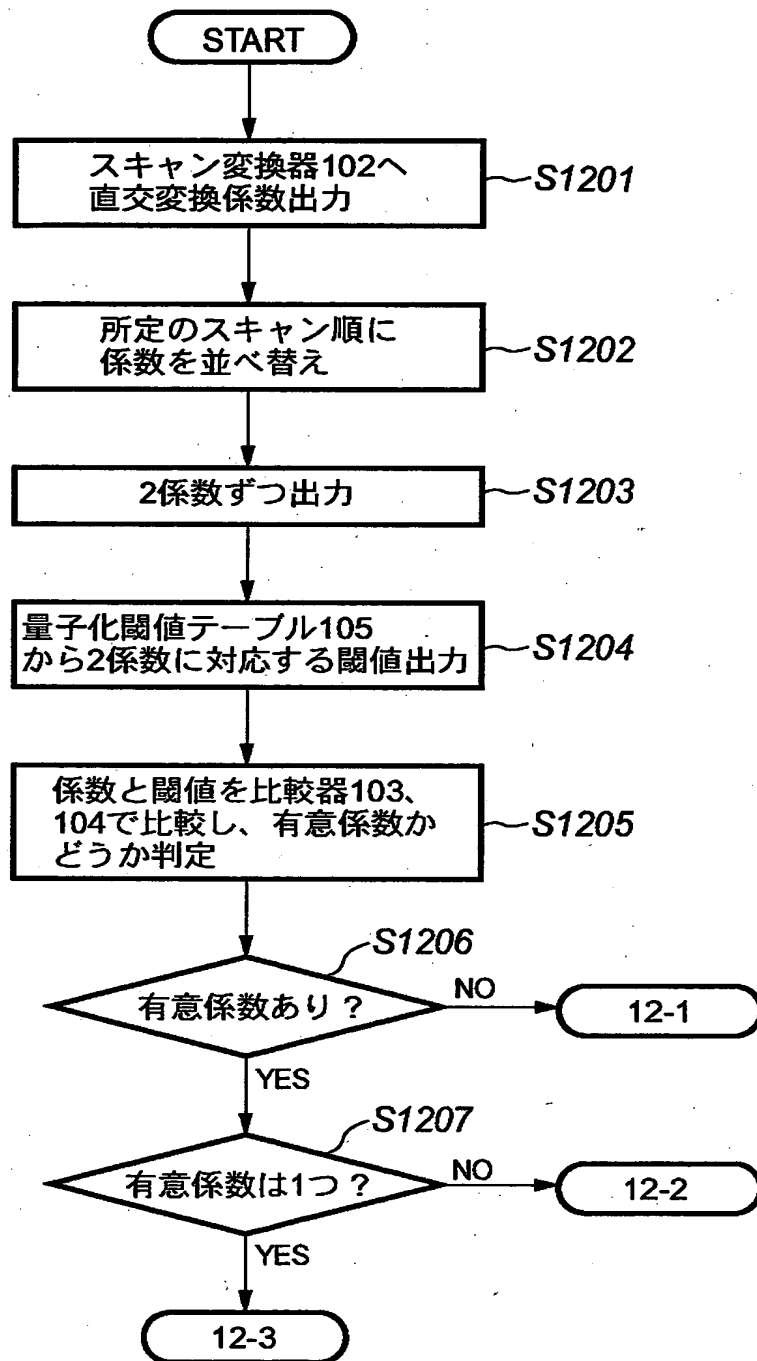 START
スキャン変換器102へ
直交変換係数出力
S1201
所定のスキャン順に
係数を並べ替え
S1202
2係数ずつ出力
S1203
量子化閾値テーブル105
から2係数に対応する閾値出力
S1204
係数と閾値を比較器103、
104で比較し、有意係数か
どうか判定
S1205
S1206
有意係数あり？
NO
12-1
YES
S1207
有意係数は1つ？
NO
12-2
YES
12-3